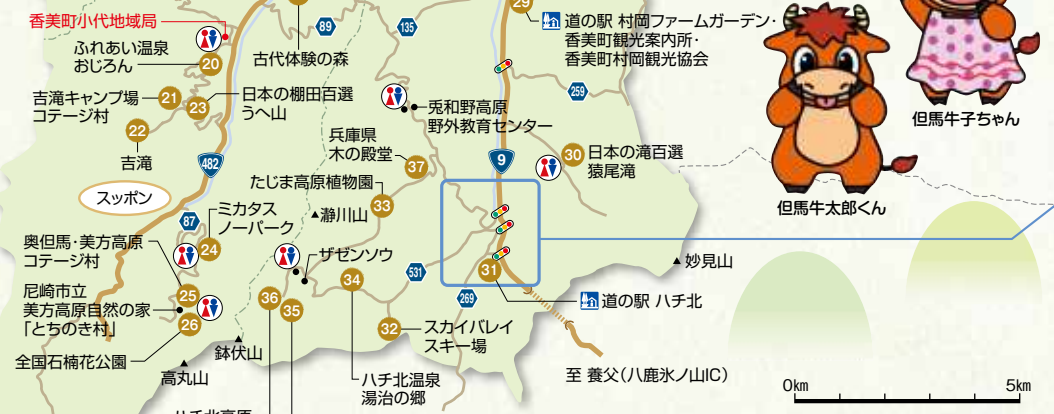 香美町小代地域局
ふれあい温泉
おじろん
20
吉滝キャンプ場
コテージ村
21
23
日本の棚田百選
うへ山
22
吉滝
スッポン
482
87
ミカタス
ノーパーク
24
奥但馬・美方高原
コテージ村
25
尼崎市立
美方高原自然の家
「とちのき村」
26
全国石楠花公園
高丸山
鉢伏山
89
古代体験の森
135
兎和野高原
野外教育センター
兵庫県
木の殿堂
37
たじま高原植物園
33
瀞川山
ザゼンソウ
34
36
35
531
269
32
スカイバレイ
スキー場
ハチ北温泉
湯治の郷
29
道の駅 村岡ファームガーデン・
香美町観光案内所・
香美町村岡観光協会
259
9
30
日本の滝百選
猿尾滝
31
道の駅 ハチ北
妙見山
至 養父(八鹿氷ノ山IC)
但馬牛太郎くん
但馬牛子ちゃん
0km
5km